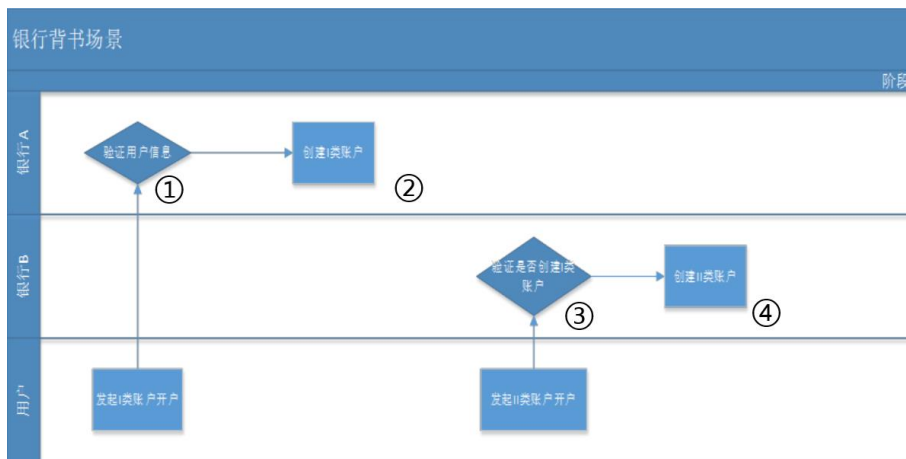 银行背书场景
阶段
银行A
验证用户信息
①
创建I类账户
②
银行B
验证是否创建I类
账户
③
创建II类账户
④
用户
发起I类账户开户
发起II类账户开户